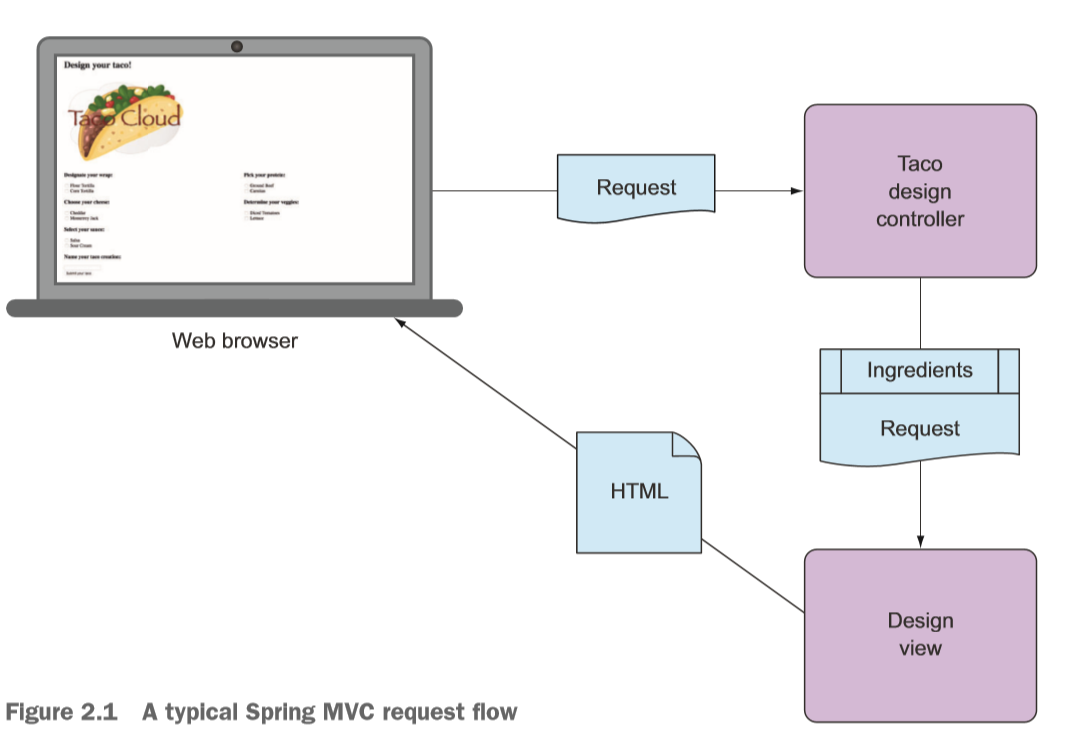 Design your taco!
Taco Cloud
Designate your wrap:
Pick your protein:
Flour Tortilla
Ground Beef
Corn Tortilla
Carnitas
Choose your cheese:
Determine your veggies:
Cheddar
Diced Tomatoes
Monterrey Jack
Lettuce
Select your sauce:
Salsa
Sour Cream
Name your taco creation:
Web browser
Request
Taco
design
controller
Ingredients
Request
HTML
Design
view
Figure 2.1 A typical Spring MVC request flow